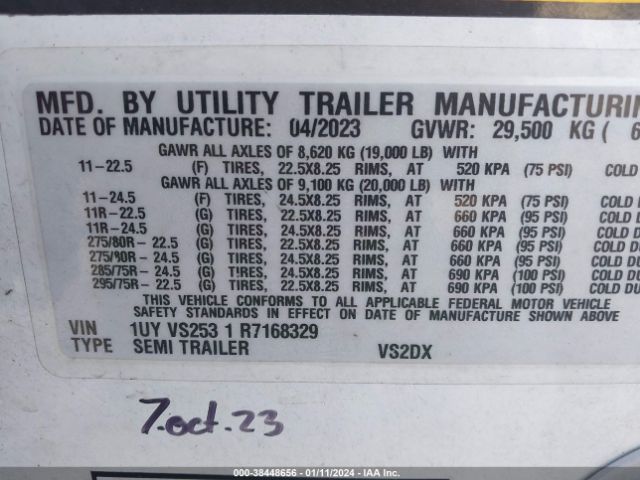 MFD. BY UTILITY TRAILER MANUFACTURIN
DATE OF MANUFACTURE: 04/2023 GVWR: 29,500 KG ( 6
GAWR ALL AXLES OF 8,620 KG (19,000 LB) WITH
11-22.5 (F) TIRES, 22.5X8.25 RIMS, AT 520 KPA (75 PSI) COLD
GAWR ALL AXLES OF 9,100 KG (20,000 LB) WITH
11-24.5 (F) TIRES, 24.5X8.25 RIMS, AT 520 KPA (75 PSI) COLD
11R-22.5 (G) TIRES, 22.5X8.25 RIMS, AT 660 KPA (95 PSI) COLD
11R-24.5 (G) TIRES, 24.5X8.25 RIMS, AT 660 KPA (95 PSI) COLD
275/80R-22.5 (G) TIRES, 22.5X8.25 RIMS, AT 660 KPA (95 PSI) COLD DU
275/80R-24.5 (G) TIRES, 24.5X8.25 RIMS, AT 660 KPA (95 PSI) COLD DU
285/75R-24.5 (G) TIRES, 24.5X8.25 RIMS, AT 690 KPA (100 PSI) COLD DU
295/75R-22.5 (G) TIRES, 22.5X8.25 RIMS, AT 690 KPA (100 PSI) COLD DU
THIS VEHICLE CONFORMS TO ALL APPLICABLE FEDERAL MOTOR VEHICLE
SAFETY STANDARDS IN EFFECT ON DATE OF MANUFACTURE SHOWN ABOVE
VIN 1UY VS253 1 R7168329
TYPE SEMI TRAILER VS2DX
7.oct.23
000-38448656 - 01/11/2024 - IAA.com